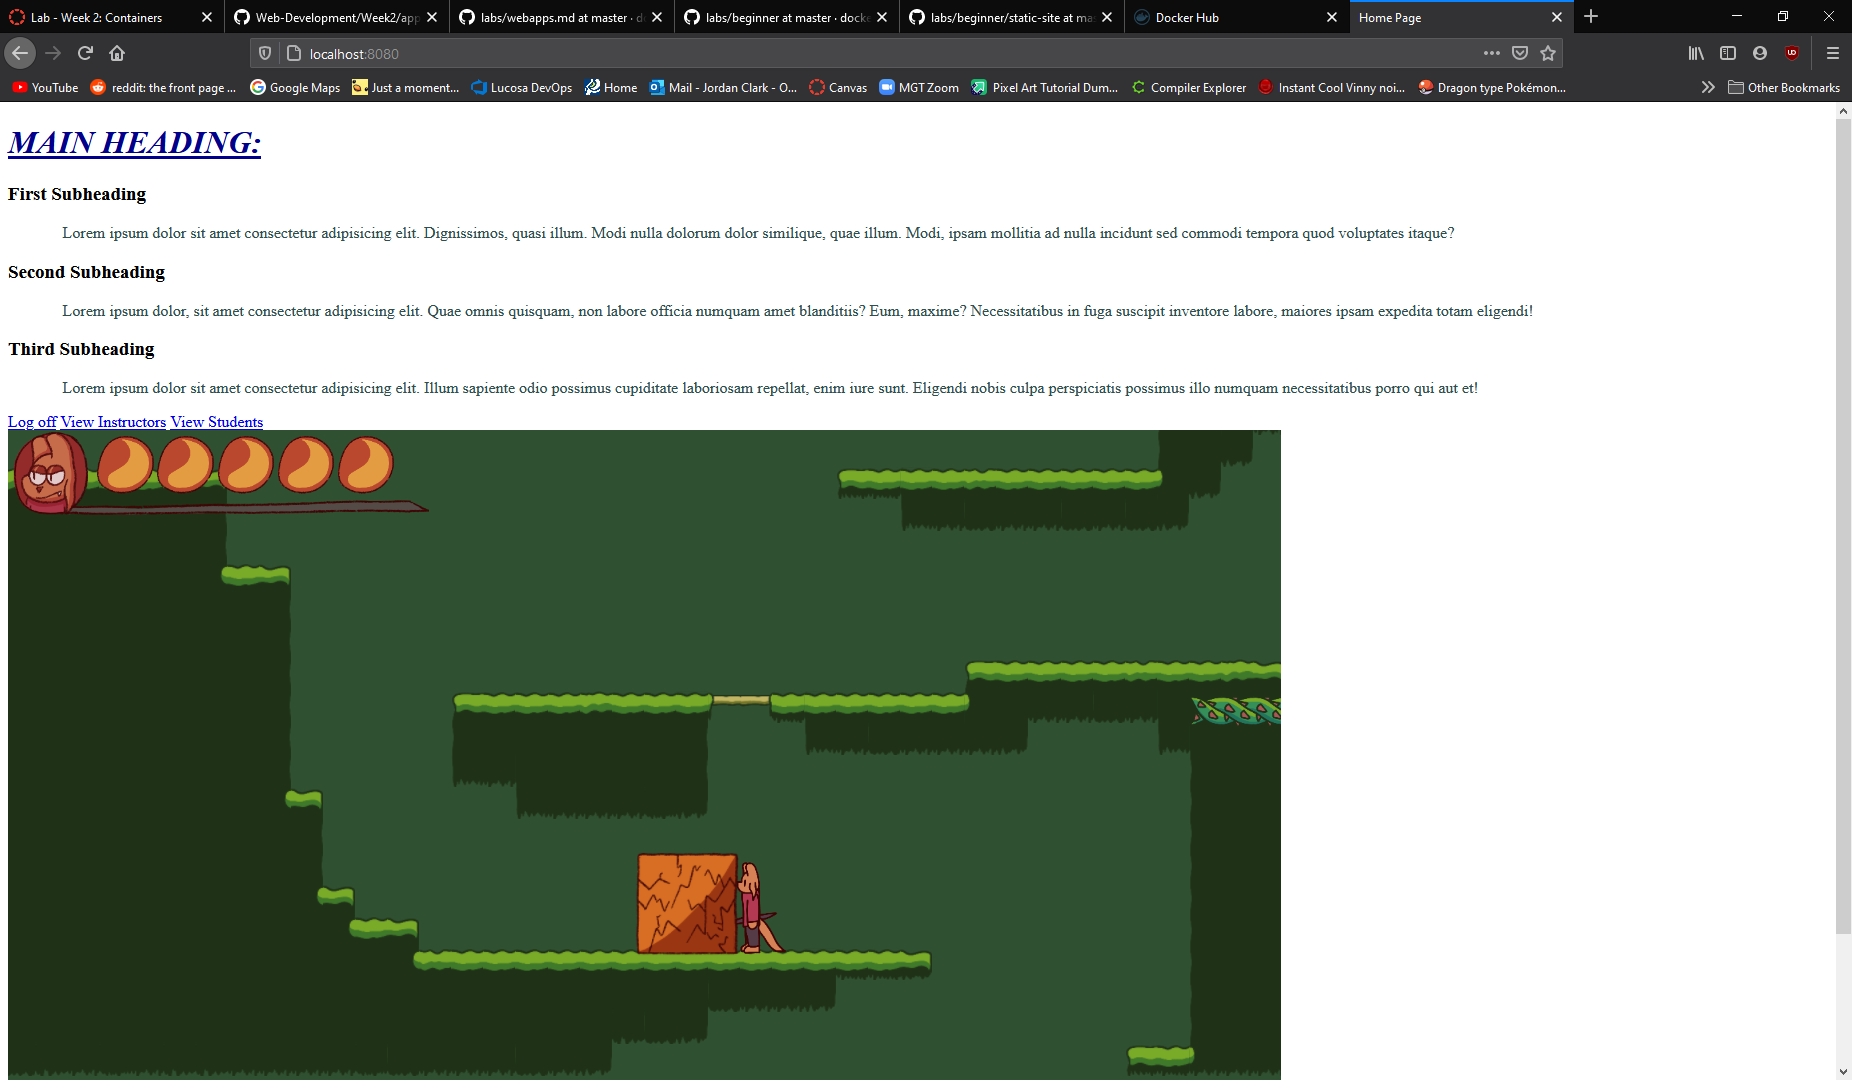 Lab - Week 2: Containers
Web-Development/Week2/app
labs/webapps.md at master · d
labs/beginner at master · docke
labs/beginner/static-site at mas
Docker Hub
Home Page
localhost:8080
YouTube
reddit: the front page ...
Google Maps
Just a moment...
Lucosa DevOps
Home
Mail - Jordan Clark - O...
Canvas
MGT Zoom
Pixel Art Tutorial Dum...
Compiler Explorer
Instant Cool Vinny noi...
Dragon type Pokémon...
Other Bookmarks
MAIN HEADING:
First Subheading
Lorem ipsum dolor sit amet consectetur adipisicing elit. Dignissimos, quasi illum. Modi nulla dolorum dolor similique, quae illum. Modi, ipsam mollitia ad nulla incidunt sed commodi tempora quod voluptates itaque?
Second Subheading
Lorem ipsum dolor, sit amet consectetur adipisicing elit. Quae omnis quisquam, non labore officia numquam amet blanditiis? Eum, maxime? Necessitatibus in fuga suscipit inventore labore, maiores ipsam expedita totam eligendi!
Third Subheading
Lorem ipsum dolor sit amet consectetur adipisicing elit. Illum sapiente odio possimus cupiditate laboriosam repellat, enim iure sunt. Eligendi nobis culpa perspiciatis possimus illo numquam necessitatibus porro qui aut et!
Log off View Instructors View Students